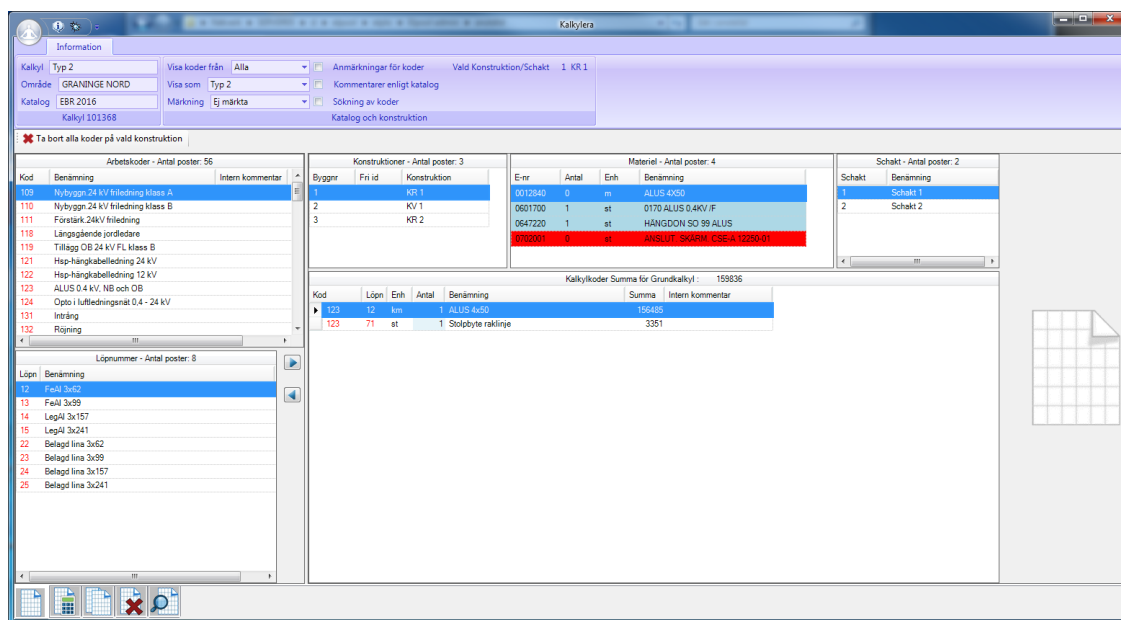 Kalkylera
Information
Kalkyl Typ 2 Visa koder från Alla Anmärkningar för koder Vald Konstruktion/Schakt 1 KR 1
Område GRANINGE NORD Visa som Typ 2 Kommentarer enligt katalog
Katalog EBR 2016 Märkning Ej märkta Sökning av koder
Kalkyl 101368 Katalog och konstruktion
Ta bort alla koder på vald konstruktion
Arbetskoder - Antal poster: 56
Kod Benämning Intern kommentar
109 Nybyggn.24 kV friledning klass A
110 Nybyggn.24 kV friledning klass B
111 Förstärk.24kV friledning
118 Längsgående jordledare
119 Tillägg OB 24 kV FL klass B
121 Hsp-hängkabelledning 24 kV
122 Hsp-hängkabelledning 12 kV
123 ALUS 0.4 kV, NB och OB
124 Opto i luftledningsnät 0,4 - 24 kV
131 Intrång
132 Röjning
Konstruktioner - Antal poster: 3
Byggnr Fri id Konstruktion
1 KR 1
2 KV 1
3 KR 2
Materiel - Antal poster: 4
E-nr Antal Enh Benämning
0012840 0 m ALUS 4X50
0601700 1 st 0170 ALUS 0,4KV /F
0647220 1 st HÄNGDON SO 99 ALUS
0702001 0 st ANSLUT. SKÄRM. CSE-A 12250-01
Schakt - Antal poster: 2
Schakt Benämning
1 Schakt 1
2 Schakt 2
Kalkylkoder Summa för Grundkalkyl : 159836
Kod Löpn Enh Antal Benämning Summa Intern kommentar
123 12 km 1 ALUS 4x50 156485
123 71 st 1 Stolpbyte raklinje 3351
Löpnummer - Antal poster: 8
Löpn Benämning
12 FeAl 3x62
13 FeAl 3x99
14 LegAl 3x157
15 LegAl 3x241
22 Belagd lina 3x62
23 Belagd lina 3x99
24 Belagd lina 3x157
25 Belagd lina 3x241